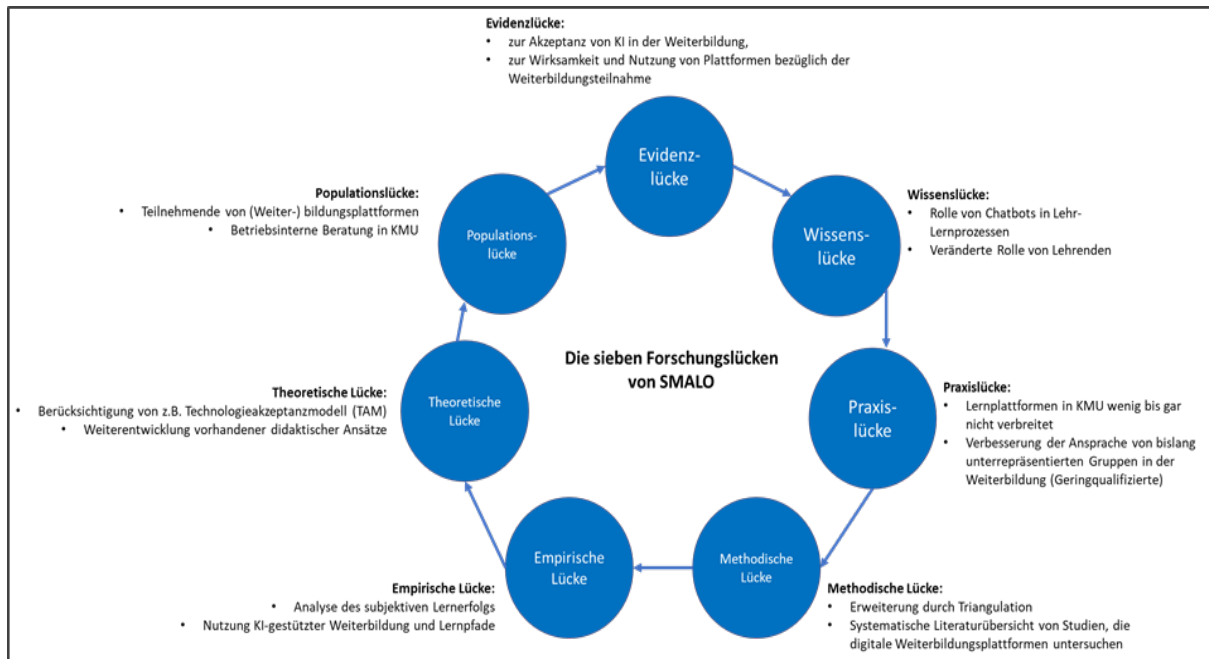 Evidenzlücke:
• zur Akzeptanz von KI in der Weiterbildung,
• zur Wirksamkeit und Nutzung von Plattformen bezüglich der
Weiterbildungsteilnahme
Evidenz-
lücke
Wissens-
lücke
Wissenslücke:
• Rolle von Chatbots in Lehr-
Lernprozessen
• Veränderte Rolle von Lehrenden
Praxis-
lücke
Praxislücke:
• Lernplattformen in KMU wenig bis gar
nicht verbreitet
• Verbesserung der Ansprache von bislang
unterrepräsentierten Gruppen in der
Weiterbildung (Geringqualifizierte)
Methodische
Lücke
Methodische Lücke:
• Erweiterung durch Triangulation
• Systematische Literaturübersicht von Studien, die
digitale Weiterbildungsplattformen untersuchen
Empirische
Lücke
Empirische Lücke:
• Analyse des subjektiven Lernerfolgs
• Nutzung KI-gestützter Weiterbildung und Lernpfade
Theoretische
Lücke
Theoretische Lücke:
• Berücksichtigung von z.B. Technologieakzeptanzmodell (TAM)
• Weiterentwicklung vorhandener didaktischer Ansätze
Populations-
lücke
Populationslücke:
• Teilnehmende von (Weiter-) bildungsplattformen
• Betriebsinterne Beratung in KMU
Die sieben Forschungslücken
von SMALO